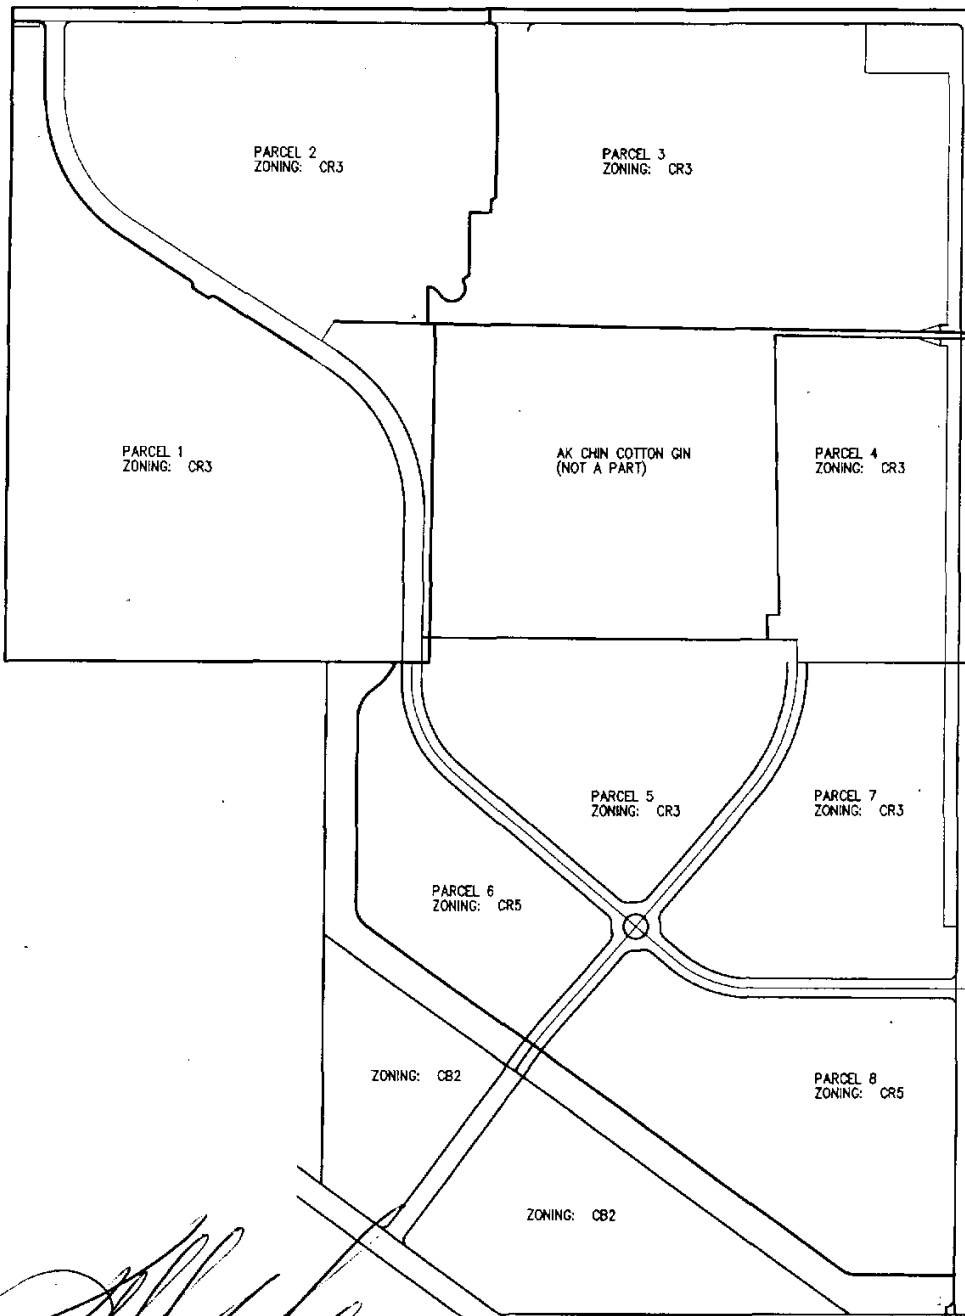 PARCEL 2
ZONING: CR3
PARCEL 3
ZONING: CR3
PARCEL 1
ZONING: CR3
AK CHIN COTTON GIN
(NOT A PART)
PARCEL 4
ZONING: CR3
PARCEL 5
ZONING: CR3
PARCEL 7
ZONING: CR3
PARCEL 6
ZONING: CR5
ZONING: CB2
PARCEL 8
ZONING: CR5
ZONING: CB2